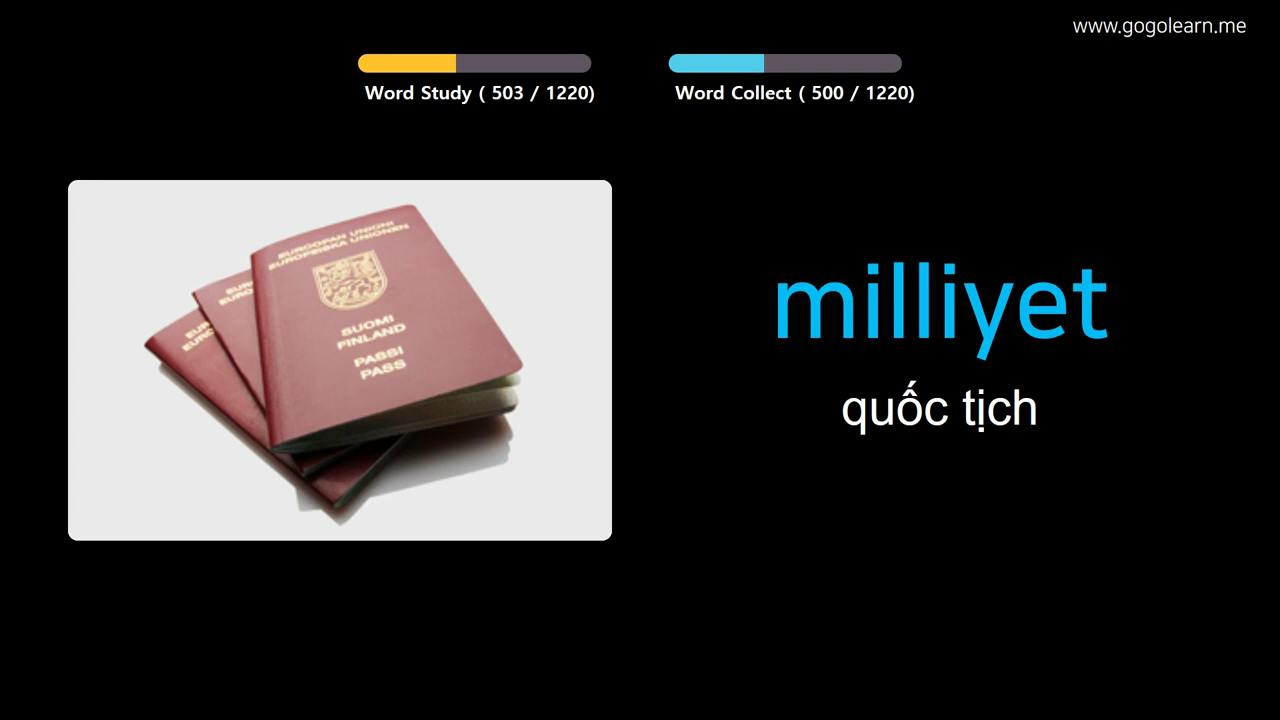 www.gogolearn.me
Word Study ( 503 / 1220)
Word Collect ( 500 / 1220)
EUROOPAN UNIONI
EUROPEISKA UNIONEN
SUOMI
FINLAND
PASSI
PASS
milliyet
quốc tịch